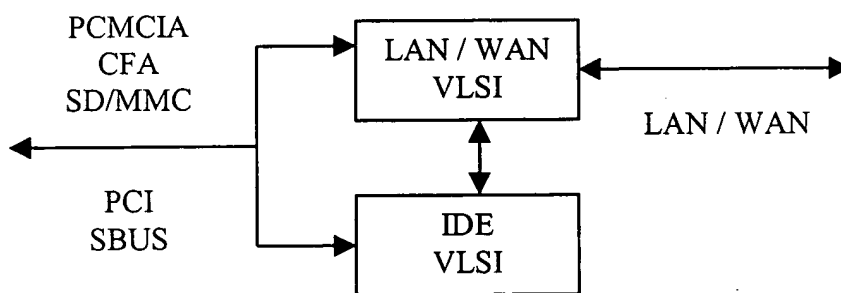 PCMCIA
CFA
SD/MMC
PCI
SBUS
LAN / WAN
VLSI
IDE
VLSI
LAN / WAN